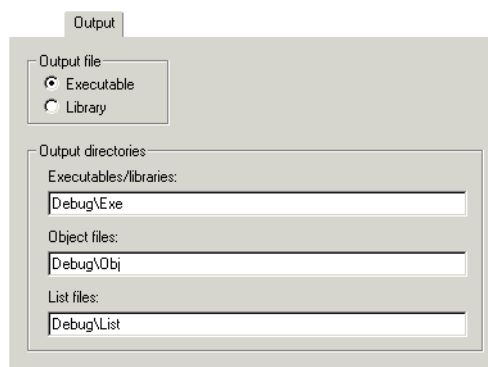 Output
Output file
Executable
Library
Output directories
Executables/libraries:
Debug\Exe
Object files:
Debug\Obj
List files:
Debug\List